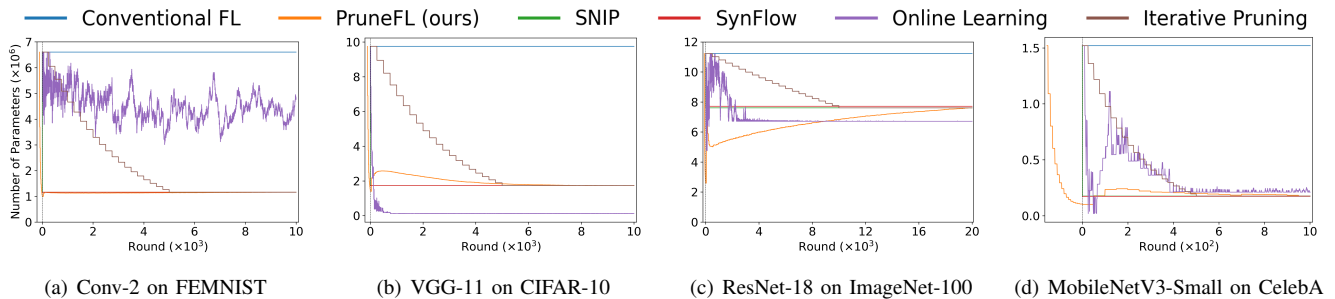 Conventional FL PruneFL (ours) SNIP SynFlow Online Learning Iterative Pruning
Number of Parameters (×10⁶)
7
6
5
4
3
2
1
0
0 2 4 6 8 10
Round (×10³)
(a) Conv-2 on FEMNIST
10
8
6
4
2
0
0 2 4 6 8 10
Round (×10³)
(b) VGG-11 on CIFAR-10
12
10
8
6
4
2
0
0 4 8 12 16 20
Round (×10³)
(c) ResNet-18 on ImageNet-100
1.5
1.0
0.5
0.0
0 2 4 6 8 10
Round (×10²)
(d) MobileNetV3-Small on CelebA